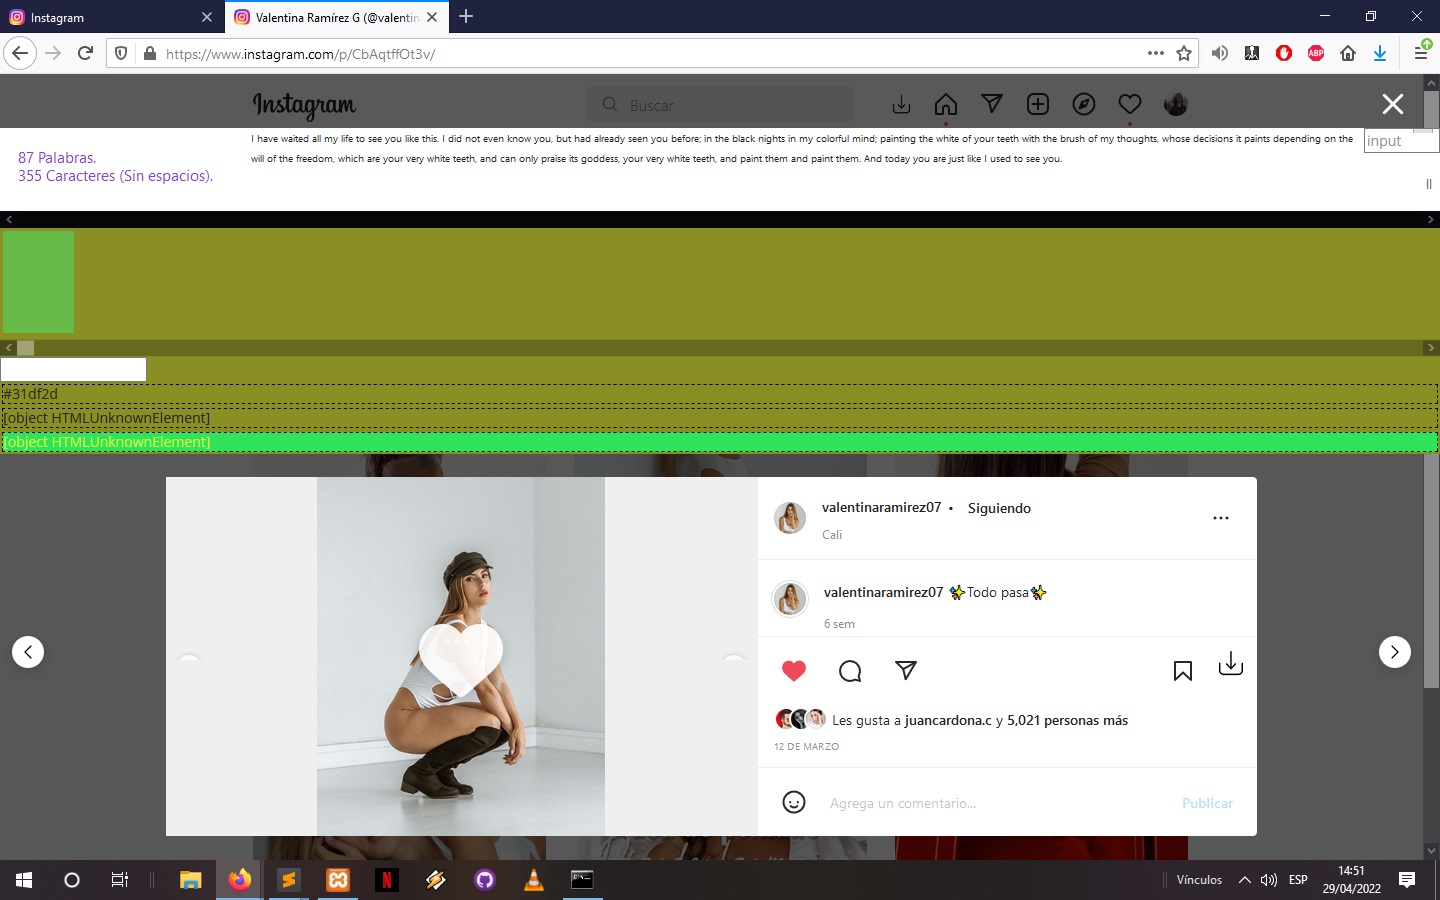 Instagram
Valentina Ramírez G (@valentin
https://www.instagram.com/p/CbAqtffOt3v/
ABP
Instagram
Buscar
I have waited all my life to see you like this. I did not even know you, but had already seen you before; in the black nights in my colorful mind; painting the white of your teeth with the brush of my thoughts, whose decisions it paints depending on the
will of the freedom, which are your very white teeth, and can only praise its goddess, your very white teeth, and paint them and paint them. And today you are just like I used to see you.
input
87 Palabras.
355 Caracteres (Sin espacios).
||
#31df2d
[object HTMLUnknownElement]
[object HTMLUnknownElement]
valentinaramirez07 • Siguiendo
Cali
valentinaramirez07 ✨Todo pasa✨
6 sem
Les gusta a juancardona.c y 5,021 personas más
12 DE MARZO
Agrega un comentario...
Publicar
Vínculos
ESP
14:51
29/04/2022